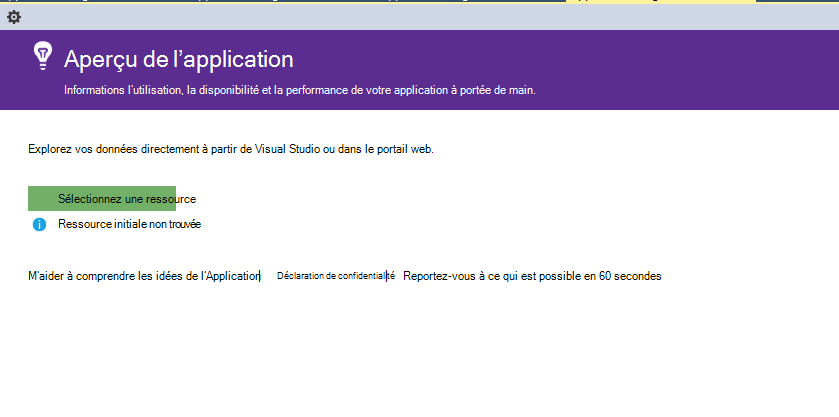 Aperçu de l’application
Informations l’utilisation, la disponibilité et la performance de votre application à portée de main.
Explorez vos données directement à partir de Visual Studio ou dans le portail web.
Sélectionnez une ressource
Ressource initiale non trouvée
M’aider à comprendre les idées de l’Application Déclaration de confidentialité Reportez-vous à ce qui est possible en 60 secondes